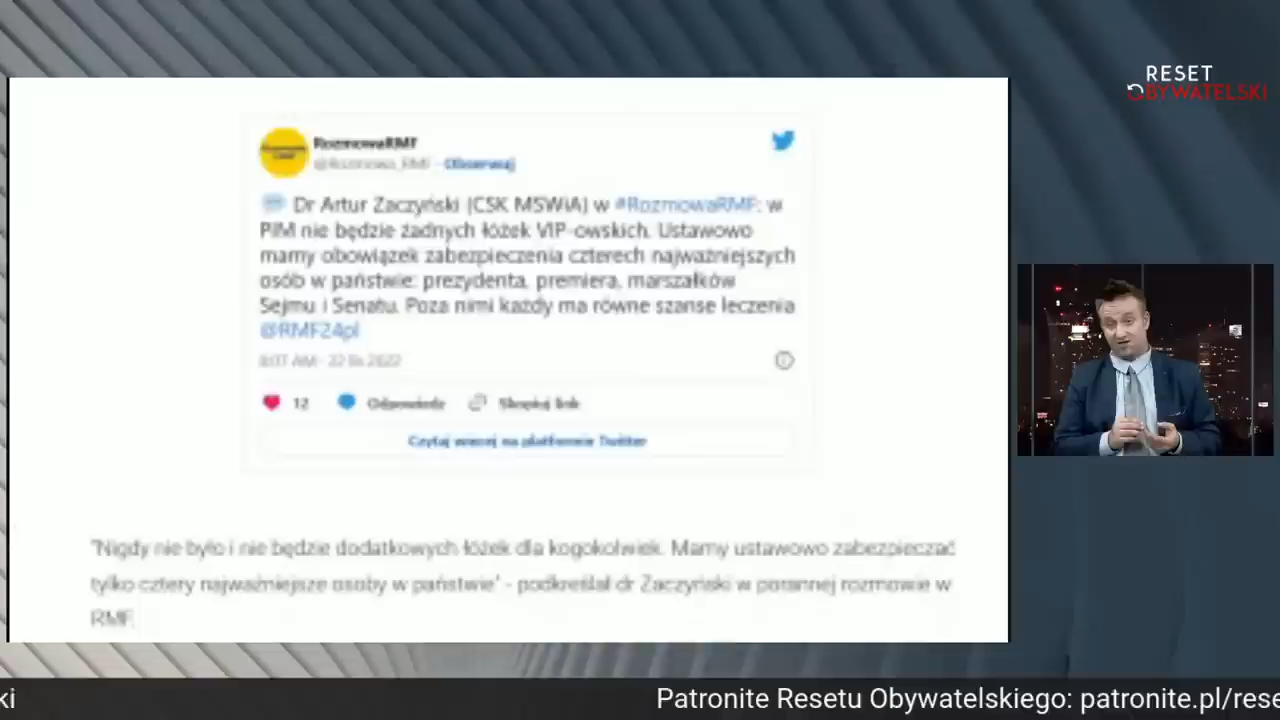 RESET
OBYWATELSKI
RozmowaRMF
@Rozmowa_RMF · Obserwuj
Dr Artur Zaczyński (CSK MSWiA) w #RozmowaRMF: w
PIM nie będzie żadnych łóżek VIP-owskich. Ustawowo
mamy obowiązek zabezpieczenia czterech najważniejszych
osób w państwie: prezydenta, premiera, marszałków
Sejmu i Senatu. Poza nimi każdy ma równe szanse leczenia
@RMF24pl
8:07 AM · 22
12 Odpowiedz Skopiuj link
Czytaj więcej na platformie Twitter
"Nigdy nie było i nie będzie dodatkowych łóżek dla kogokolwiek. Mamy ustawowo zabezpieczać
tylko cztery najważniejsze osoby w państwie" - podkreślał dr Zaczyński w porannej rozmowie w
RMF.
ki Patronite Resetu Obywatelskiego: patronite.pl/rese